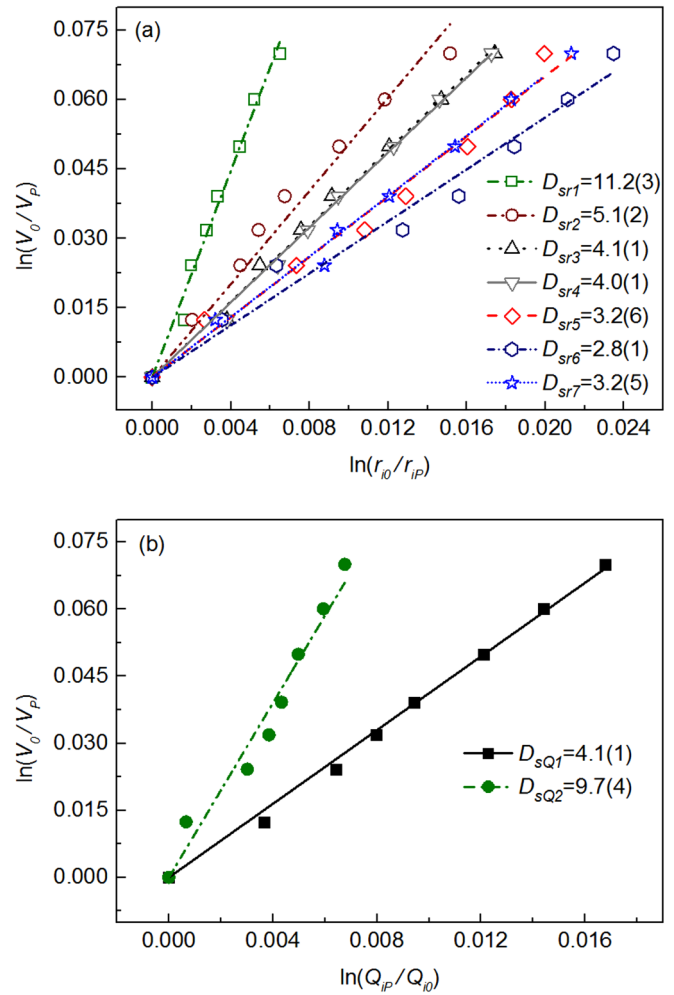 (a)
0.075
0.060
0.045
0.030
0.015
0.000
ln(V0/VP)
Dsr1=11.2(3)
Dsr2=5.1(2)
Dsr3=4.1(1)
Dsr4=4.0(1)
Dsr5=3.2(6)
Dsr6=2.8(1)
Dsr7=3.2(5)
0.000 0.004 0.008 0.012 0.016 0.020 0.024
ln(ri0/riP)
(b)
0.075
0.060
0.045
0.030
0.015
0.000
ln(V0/VP)
DsQ1=4.1(1)
DsQ2=9.7(4)
0.000 0.004 0.008 0.012 0.016
ln(QiP/Qi0)